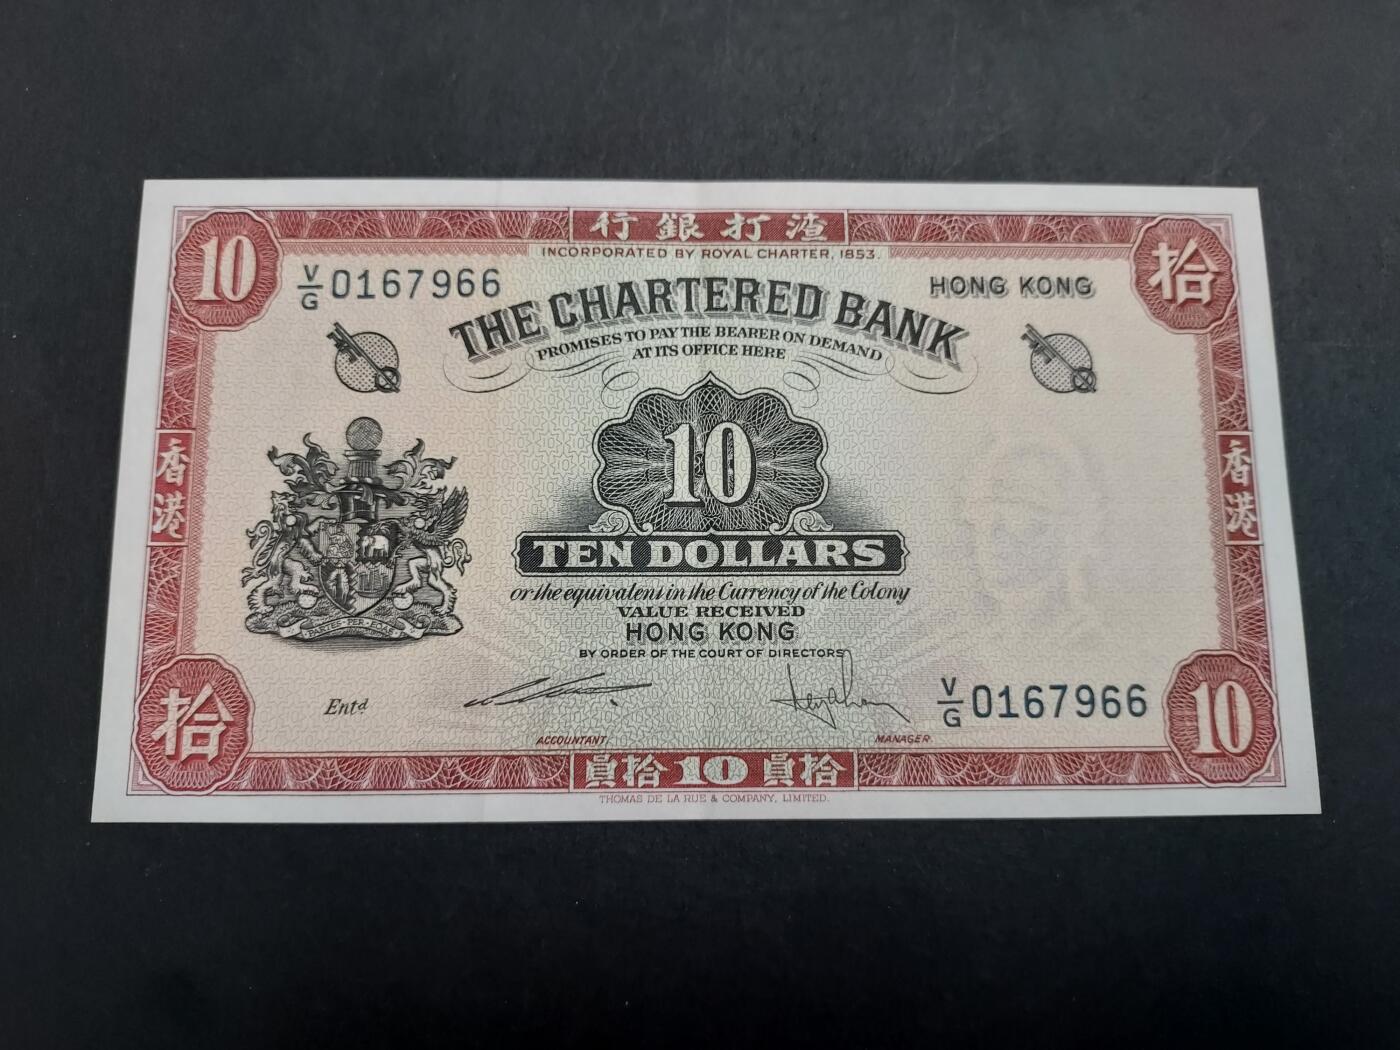 行銀打渣
INCORPORATED BY ROYAL CHARTER, 1853.
10
拾
V/G 0167966
HONG KONG
THE CHARTERED BANK
PROMISES TO PAY THE BEARER ON DEMAND
AT ITS OFFICE HERE
香港
香港
10
TEN DOLLARS
or the equivalent in the Currency of the Colony
VALUE RECEIVED
HONG KONG
BY ORDER OF THE COURT OF DIRECTORS
Entd
V/G 0167966
ACCOUNTANT.
MANAGER.
拾
10
員拾 10 員拾
THOMAS DE LA RUE & COMPANY, LIMITED.